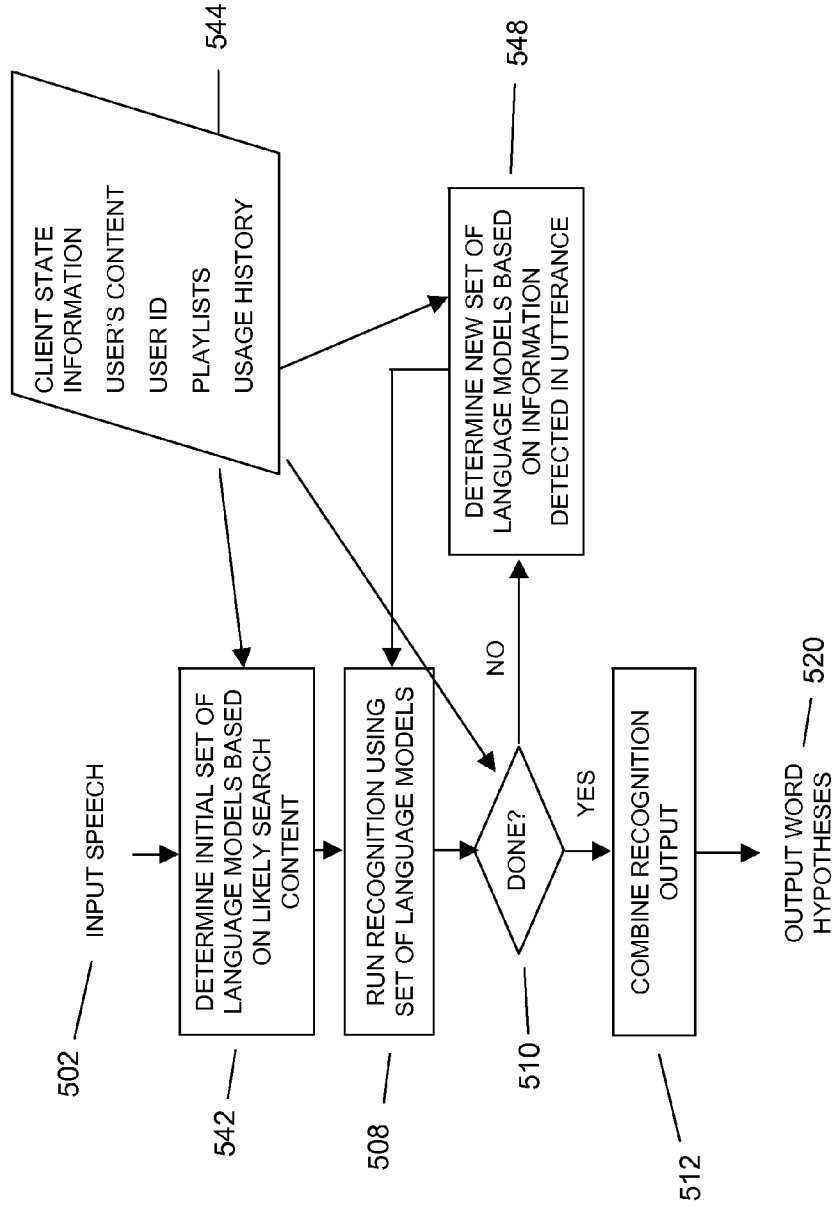 502
INPUT SPEECH
CLIENT STATE
INFORMATION
USER'S CONTENT
USER ID
PLAYLISTS
USAGE HISTORY
544
542
DETERMINE INITIAL SET OF
LANGUAGE MODELS BASED
ON LIKELY SEARCH
CONTENT
508
RUN RECOGNITION USING
SET OF LANGUAGE MODELS
510
DONE?
NO
YES
DETERMINE NEW SET OF
LANGUAGE MODELS BASED
ON INFORMATION
DETECTED IN UTTERANCE
548
512
COMBINE RECOGNITION
OUTPUT
OUTPUT WORD
HYPOTHESES
520